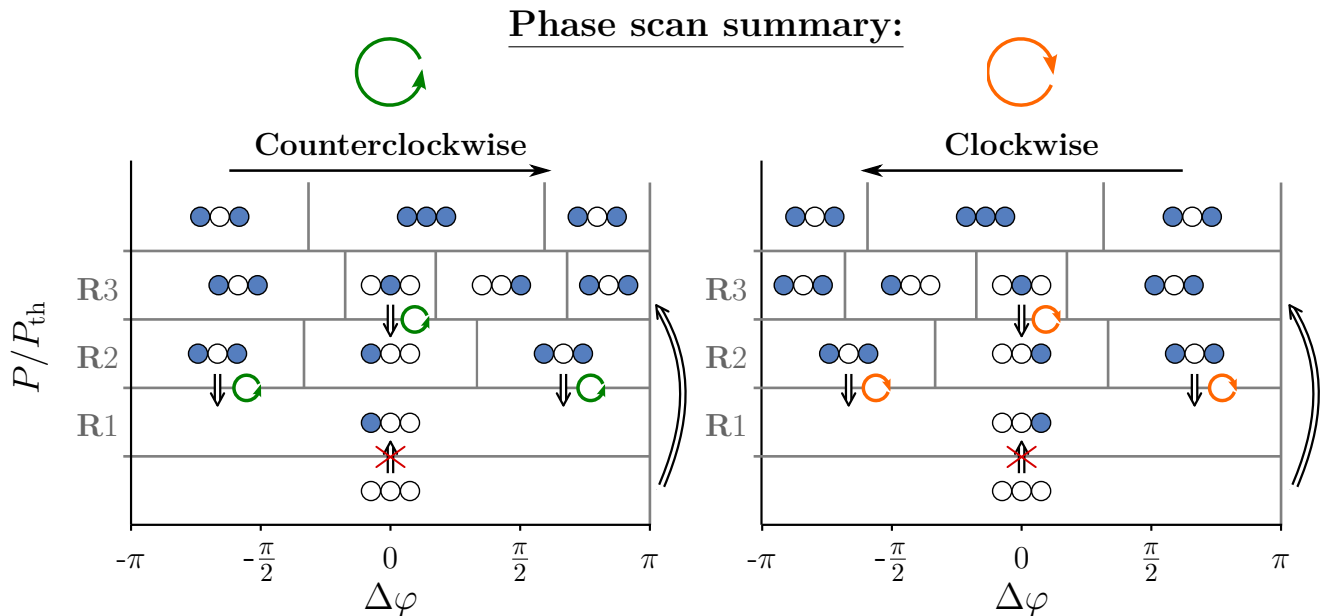 Phase scan summary:
Counterclockwise
Clockwise
P/P_th
R3
R2
R1
R3
R2
R1
-π
-π/2
0
π/2
π
-π
-π/2
0
π/2
π
Δφ
Δφ